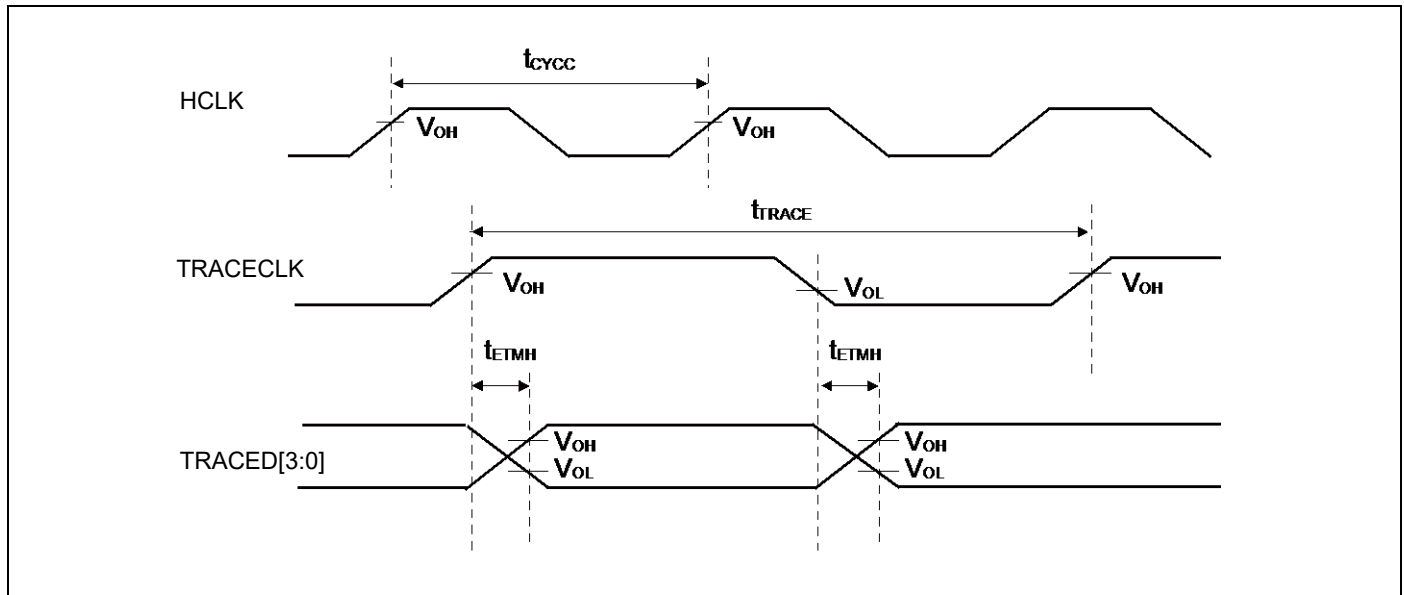 tCYCC
HCLK
VOH
VOH
tTRACE
TRACECLK
VOH
VOL
VOH
tETMH
tETMH
TRACED[3:0]
VOH
VOL
VOH
VOL